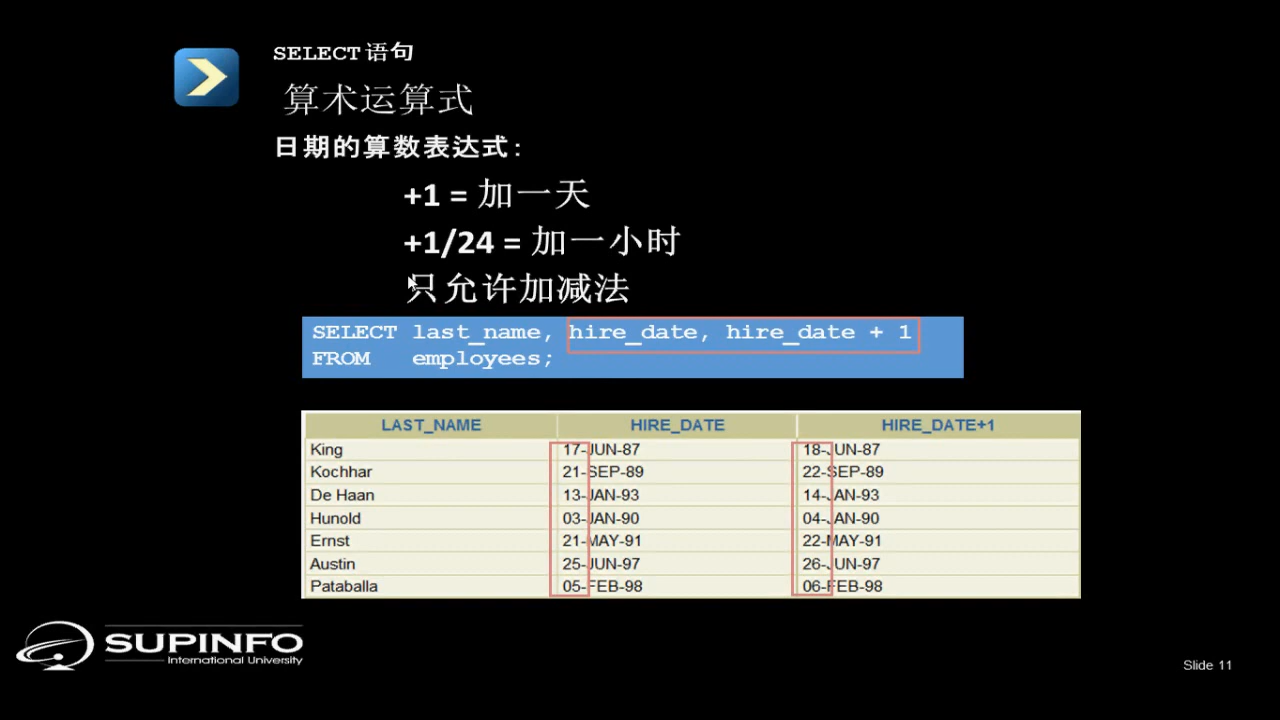 SELECT 语句
算术运算式
日期的算数表达式:
+1 = 加一天
+1/24 = 加一小时
只允许加减法
SELECT last_name, hire_date, hire_date + 1
FROM employees;
LAST_NAME HIRE_DATE HIRE_DATE+1
King 17-JUN-87 18-JUN-87
Kochhar 21-SEP-89 22-SEP-89
De Haan 13-JAN-93 14-JAN-93
Hunold 03-JAN-90 04-JAN-90
Ernst 21-MAY-91 22-MAY-91
Austin 25-JUN-97 26-JUN-97
Pataballa 05-FEB-98 06-FEB-98
SUPINFO
International University
Slide 11